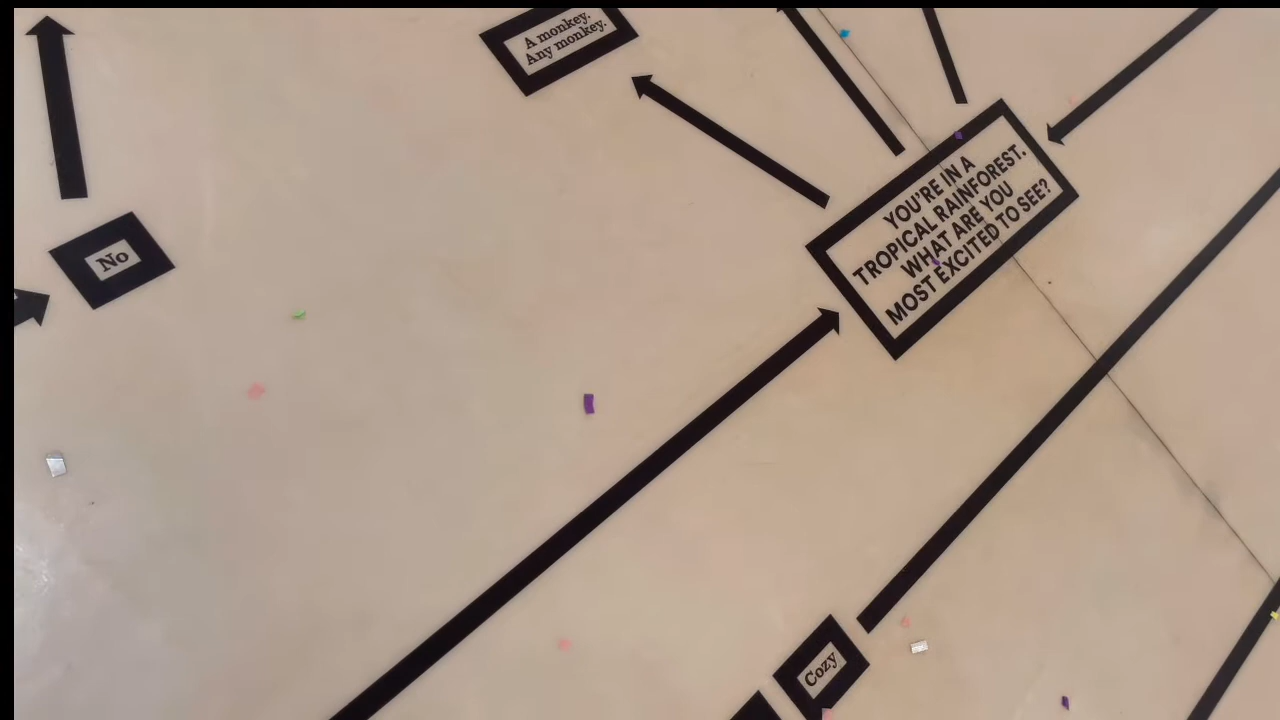 A monkey.
Any monkey.
No
YOU'RE IN A
TROPICAL RAINFOREST.
WHAT ARE YOU
MOST EXCITED TO SEE?
Cozy